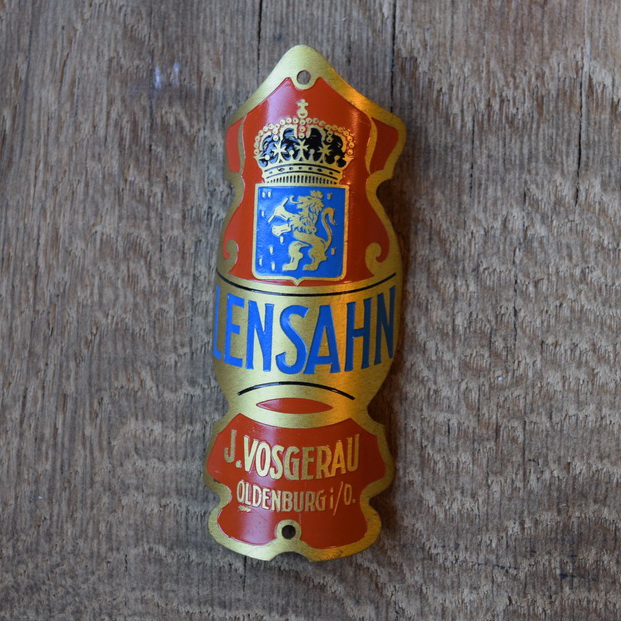 LENSAHN
J. VOSGERAU
OLDENBURG i/O.